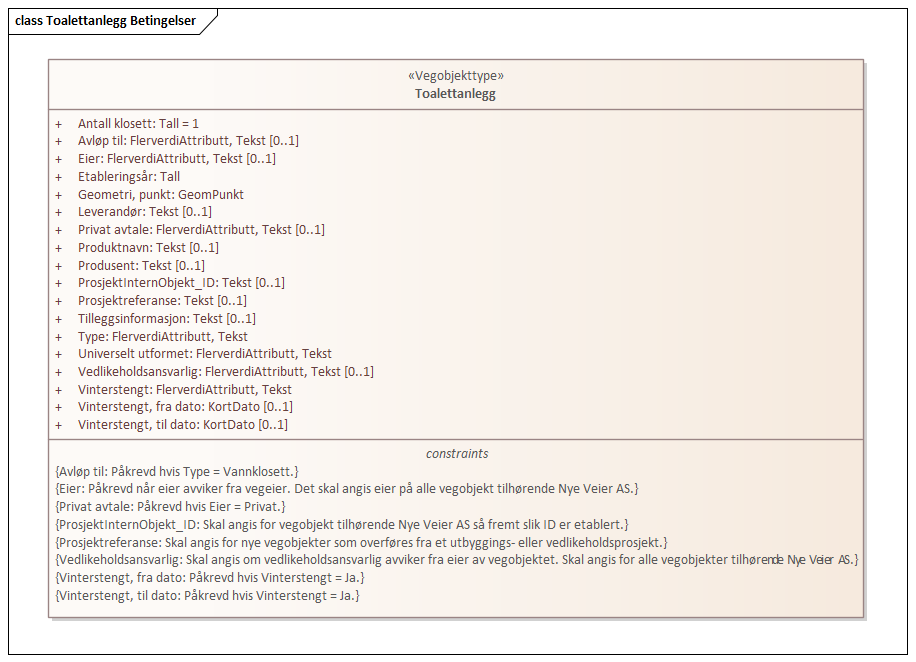 class Toalettanlegg Betingelser
«Vegobjekttype»
Toalettanlegg
+ Antall klosett: Tall = 1
+ Avløp til: FlerverdiAttributt, Tekst [0..1]
+ Eier: FlerverdiAttributt, Tekst [0..1]
+ Etableringsår: Tall
+ Geometri, punkt: GeomPunkt
+ Leverandør: Tekst [0..1]
+ Privat avtale: FlerverdiAttributt, Tekst [0..1]
+ Produktnavn: Tekst [0..1]
+ Produsent: Tekst [0..1]
+ ProsjektInternObjekt_ID: Tekst [0..1]
+ Prosjektreferanse: Tekst [0..1]
+ Tilleggsinformasjon: Tekst [0..1]
+ Type: FlerverdiAttributt, Tekst
+ Universelt utformet: FlerverdiAttributt, Tekst
+ Vedlikeholdsansvarlig: FlerverdiAttributt, Tekst [0..1]
+ Vinterstengt: FlerverdiAttributt, Tekst
+ Vinterstengt, fra dato: KortDato [0..1]
+ Vinterstengt, til dato: KortDato [0..1]
constraints
{Avløp til: Påkrevd hvis Type = Vannklosett.}
{Eier: Påkrevd når eier avviker fra vegeier. Det skal angis eier på alle vegobjekt tilhørende Nye Veier AS.}
{Privat avtale: Påkrevd hvis Eier = Privat.}
{ProsjektInternObjekt_ID: Skal angis for vegobjekt tilhørende Nye Veier AS så fremt slik ID er etablert.}
{Prosjektreferanse: Skal angis for nye vegobjekter som overføres fra et utbyggings- eller vedlikeholdsprosjekt.}
{Vedlikeholdsansvarlig: Skal angis om vedlikeholdsansvarlig avviker fra eier av vegobjektet. Skal angis for alle vegobjekter tilhørende Nye Veier AS.}
{Vinterstengt, fra dato: Påkrevd hvis Vinterstengt = Ja.}
{Vinterstengt, til dato: Påkrevd hvis Vinterstengt = Ja.}